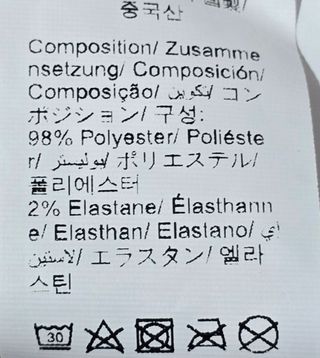 중국산
Composition/ Zusamme
nsetzung/ Composición/
Composição/ تكوين/ コン
ポジション/ 구성:
98% Polyester/ Poliéste
r/ بوليستر/ ポリエステル/
폴리에스터
2% Elastane/ Élasthann
e/ Elasthan/ Elastano/ اي
لاستين/ エラスタン/ 엘라
스틴
30